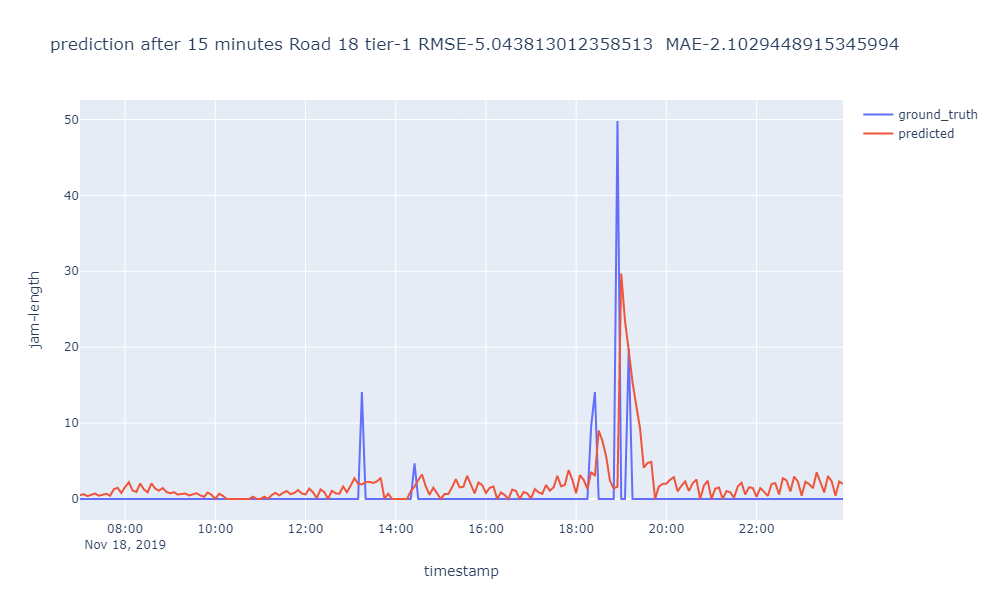 prediction after 15 minutes Road 18 tier-1 RMSE-5.043813012358513  MAE-2.1029448915345994
ground_truth
predicted
50
40
30
20
10
0
jam-length
08:00
10:00
12:00
14:00
16:00
18:00
20:00
22:00
Nov 18, 2019
timestamp